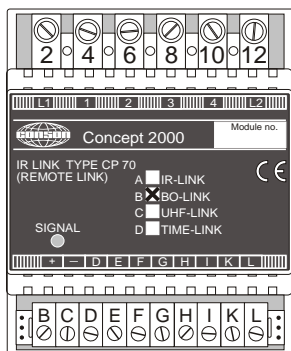 2 4 6 8 10 12
L1 1 2 3 4 L2
CONSON Concept 2000 Module no.
IR LINK TYPE CP 70
(REMOTE LINK)
A IR-LINK
B BO-LINK
C UHF-LINK
D TIME-LINK
SIGNAL
CE
+ – D E F G H I K L
B C D E F G H I K L